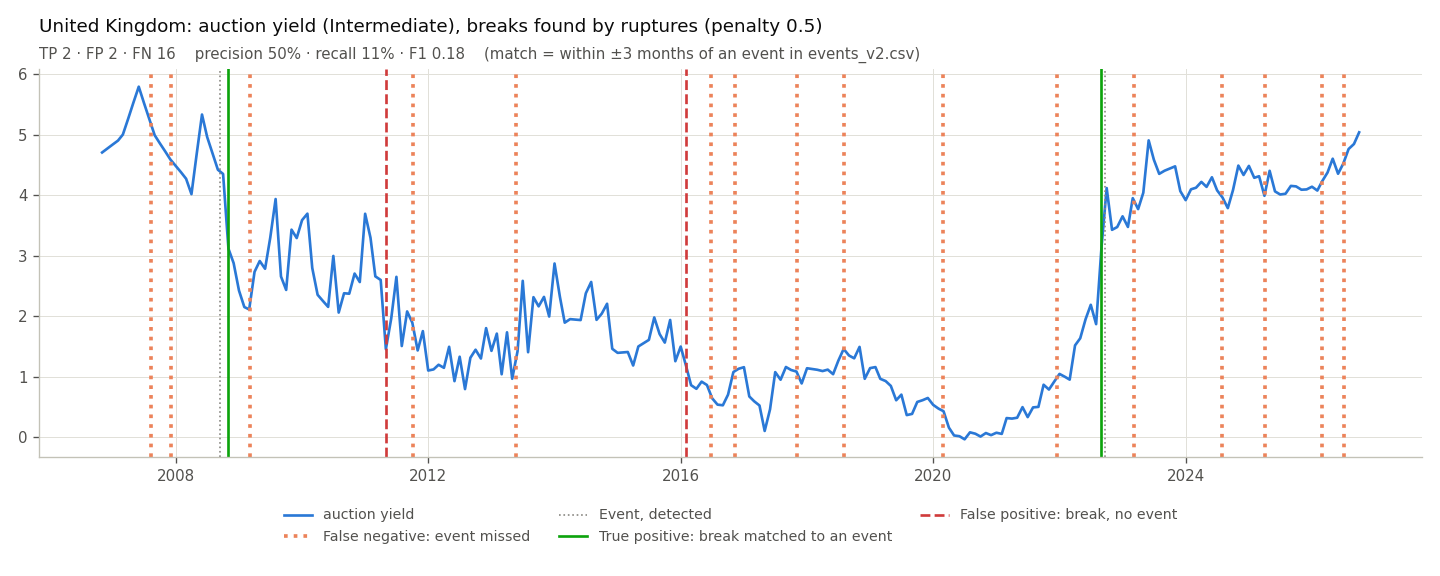 United Kingdom: auction yield (Intermediate), breaks found by ruptures (penalty 0.5)
TP 2 · FP 2 · FN 16    precision 50% · recall 11% · F1 0.18    (match = within ±3 months of an event in events_v2.csv)
6
5
4
3
2
1
0
2008 2012 2016 2020 2024
auction yield
False negative: event missed
Event, detected
True positive: break matched to an event
False positive: break, no event